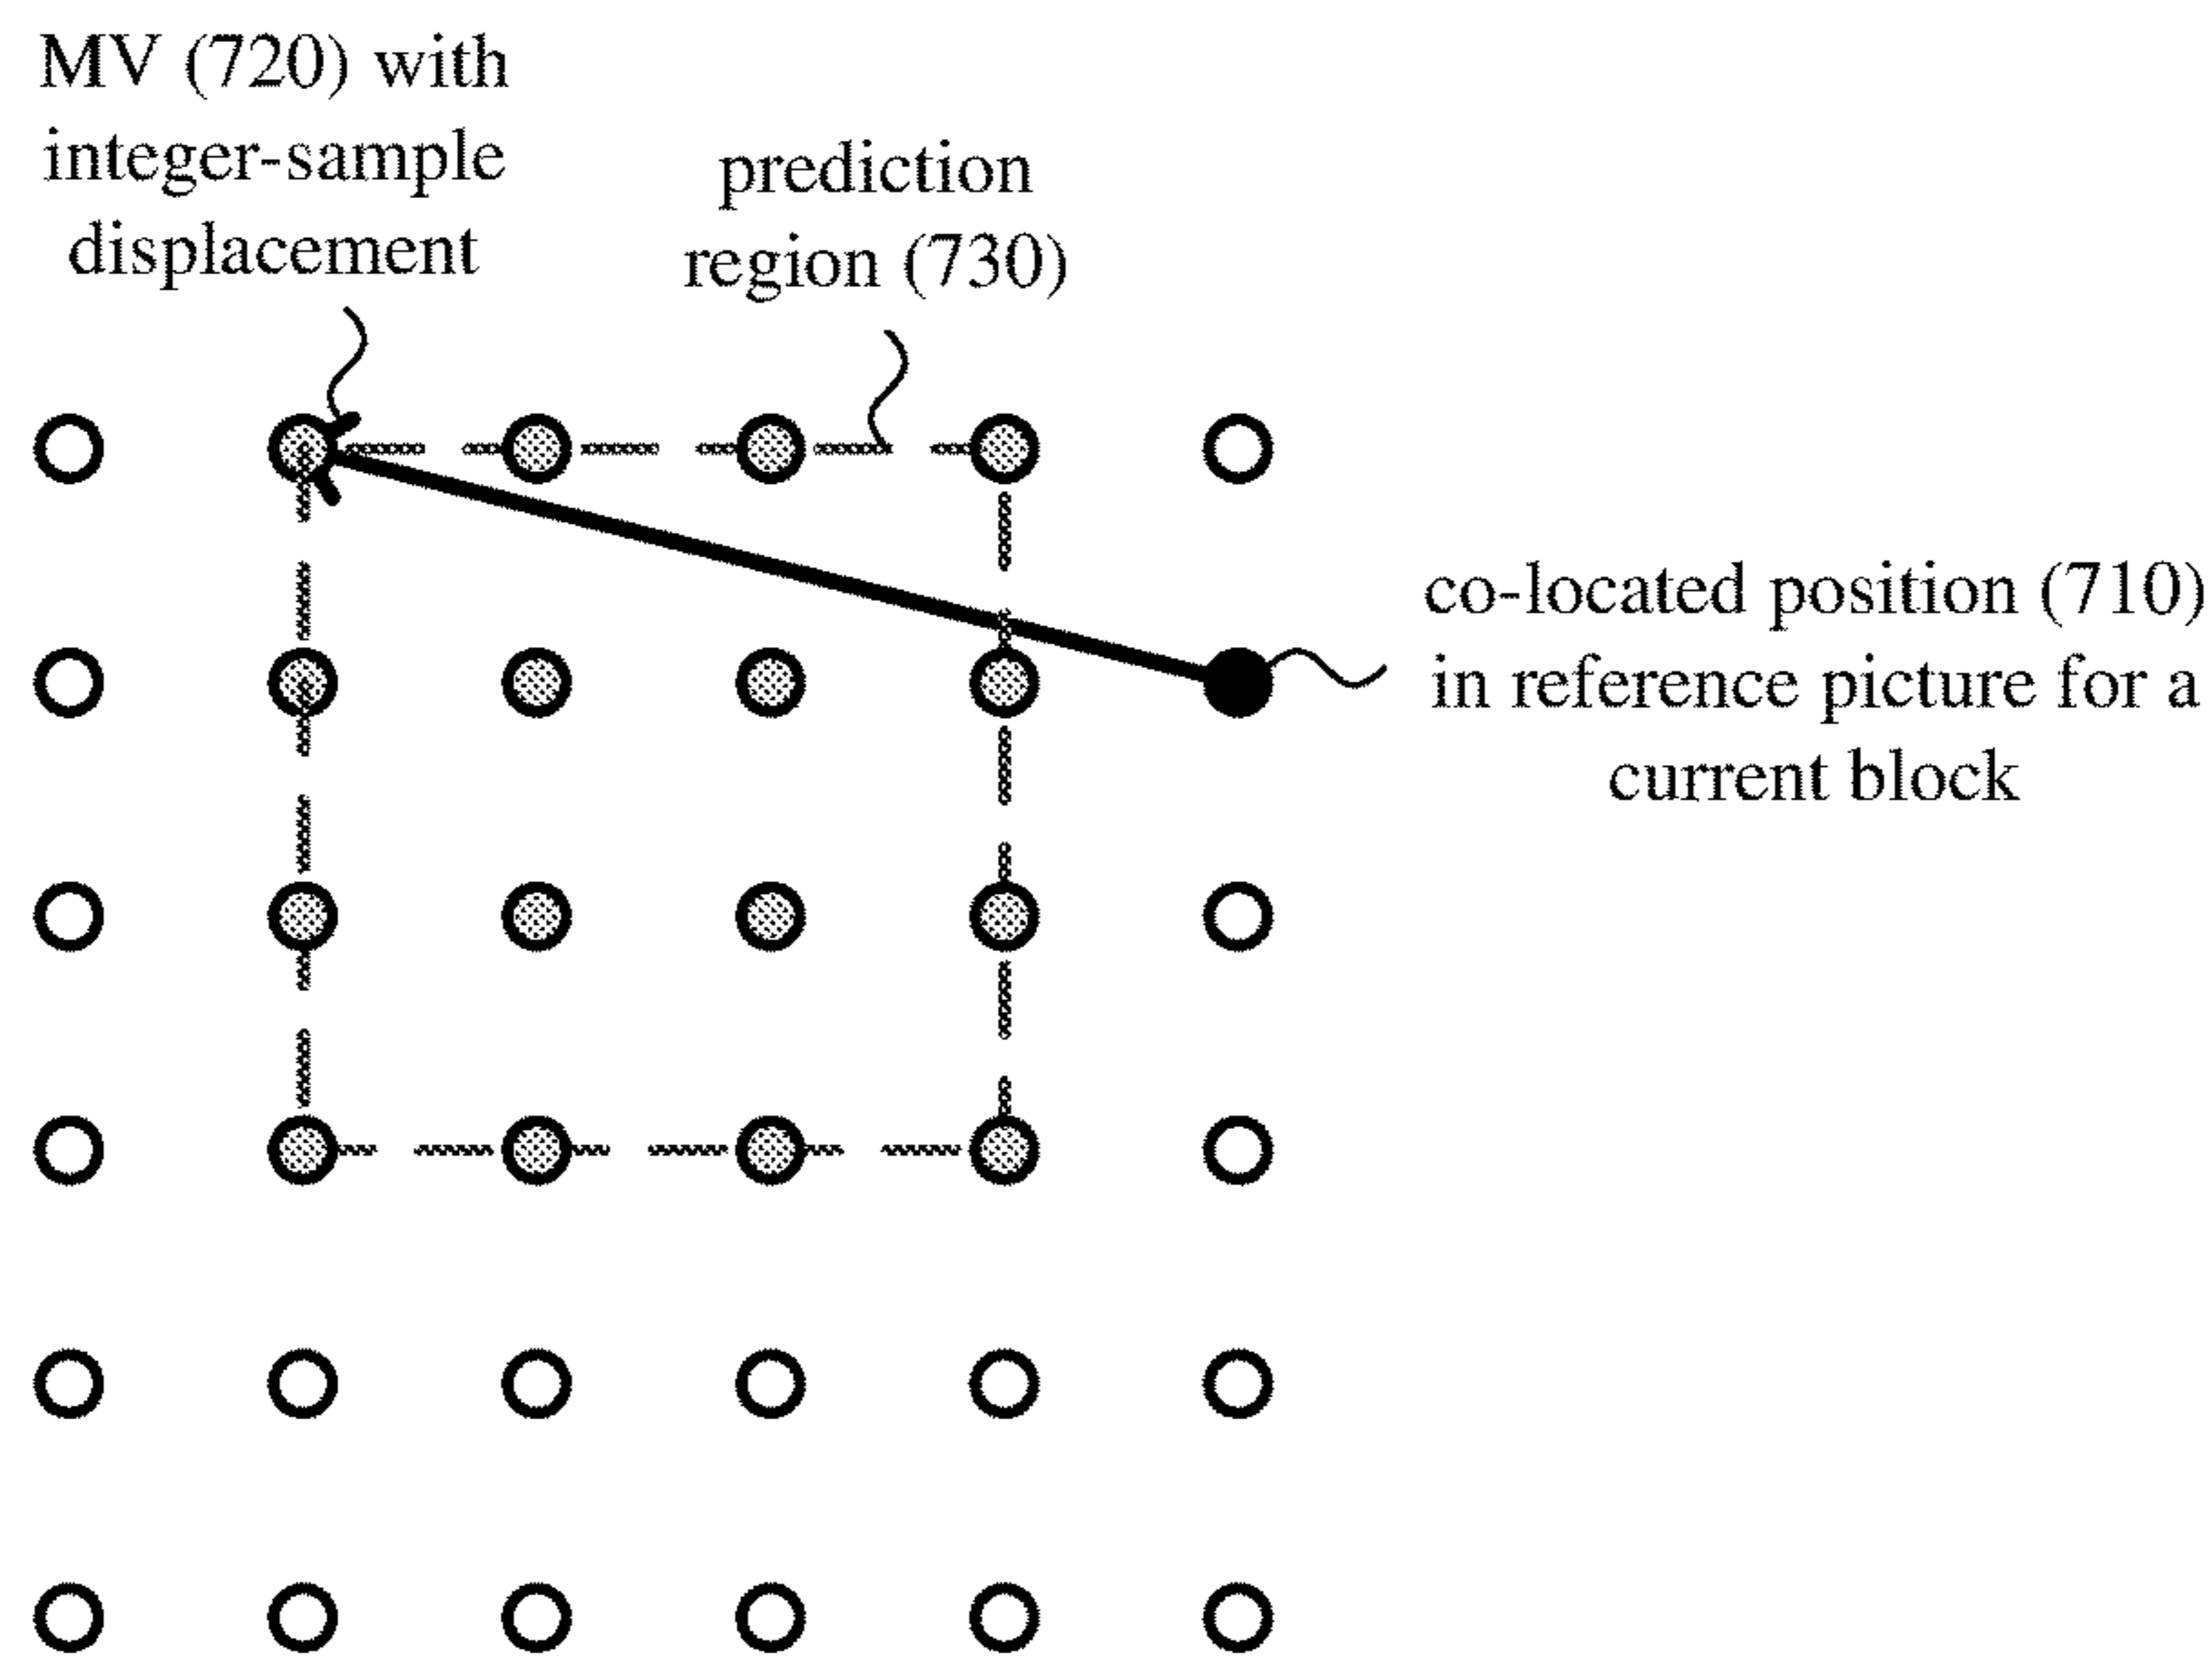 MV (720) with
integer-sample
displacement
prediction
region (730)
co-located position (710)
in reference picture for a
current block